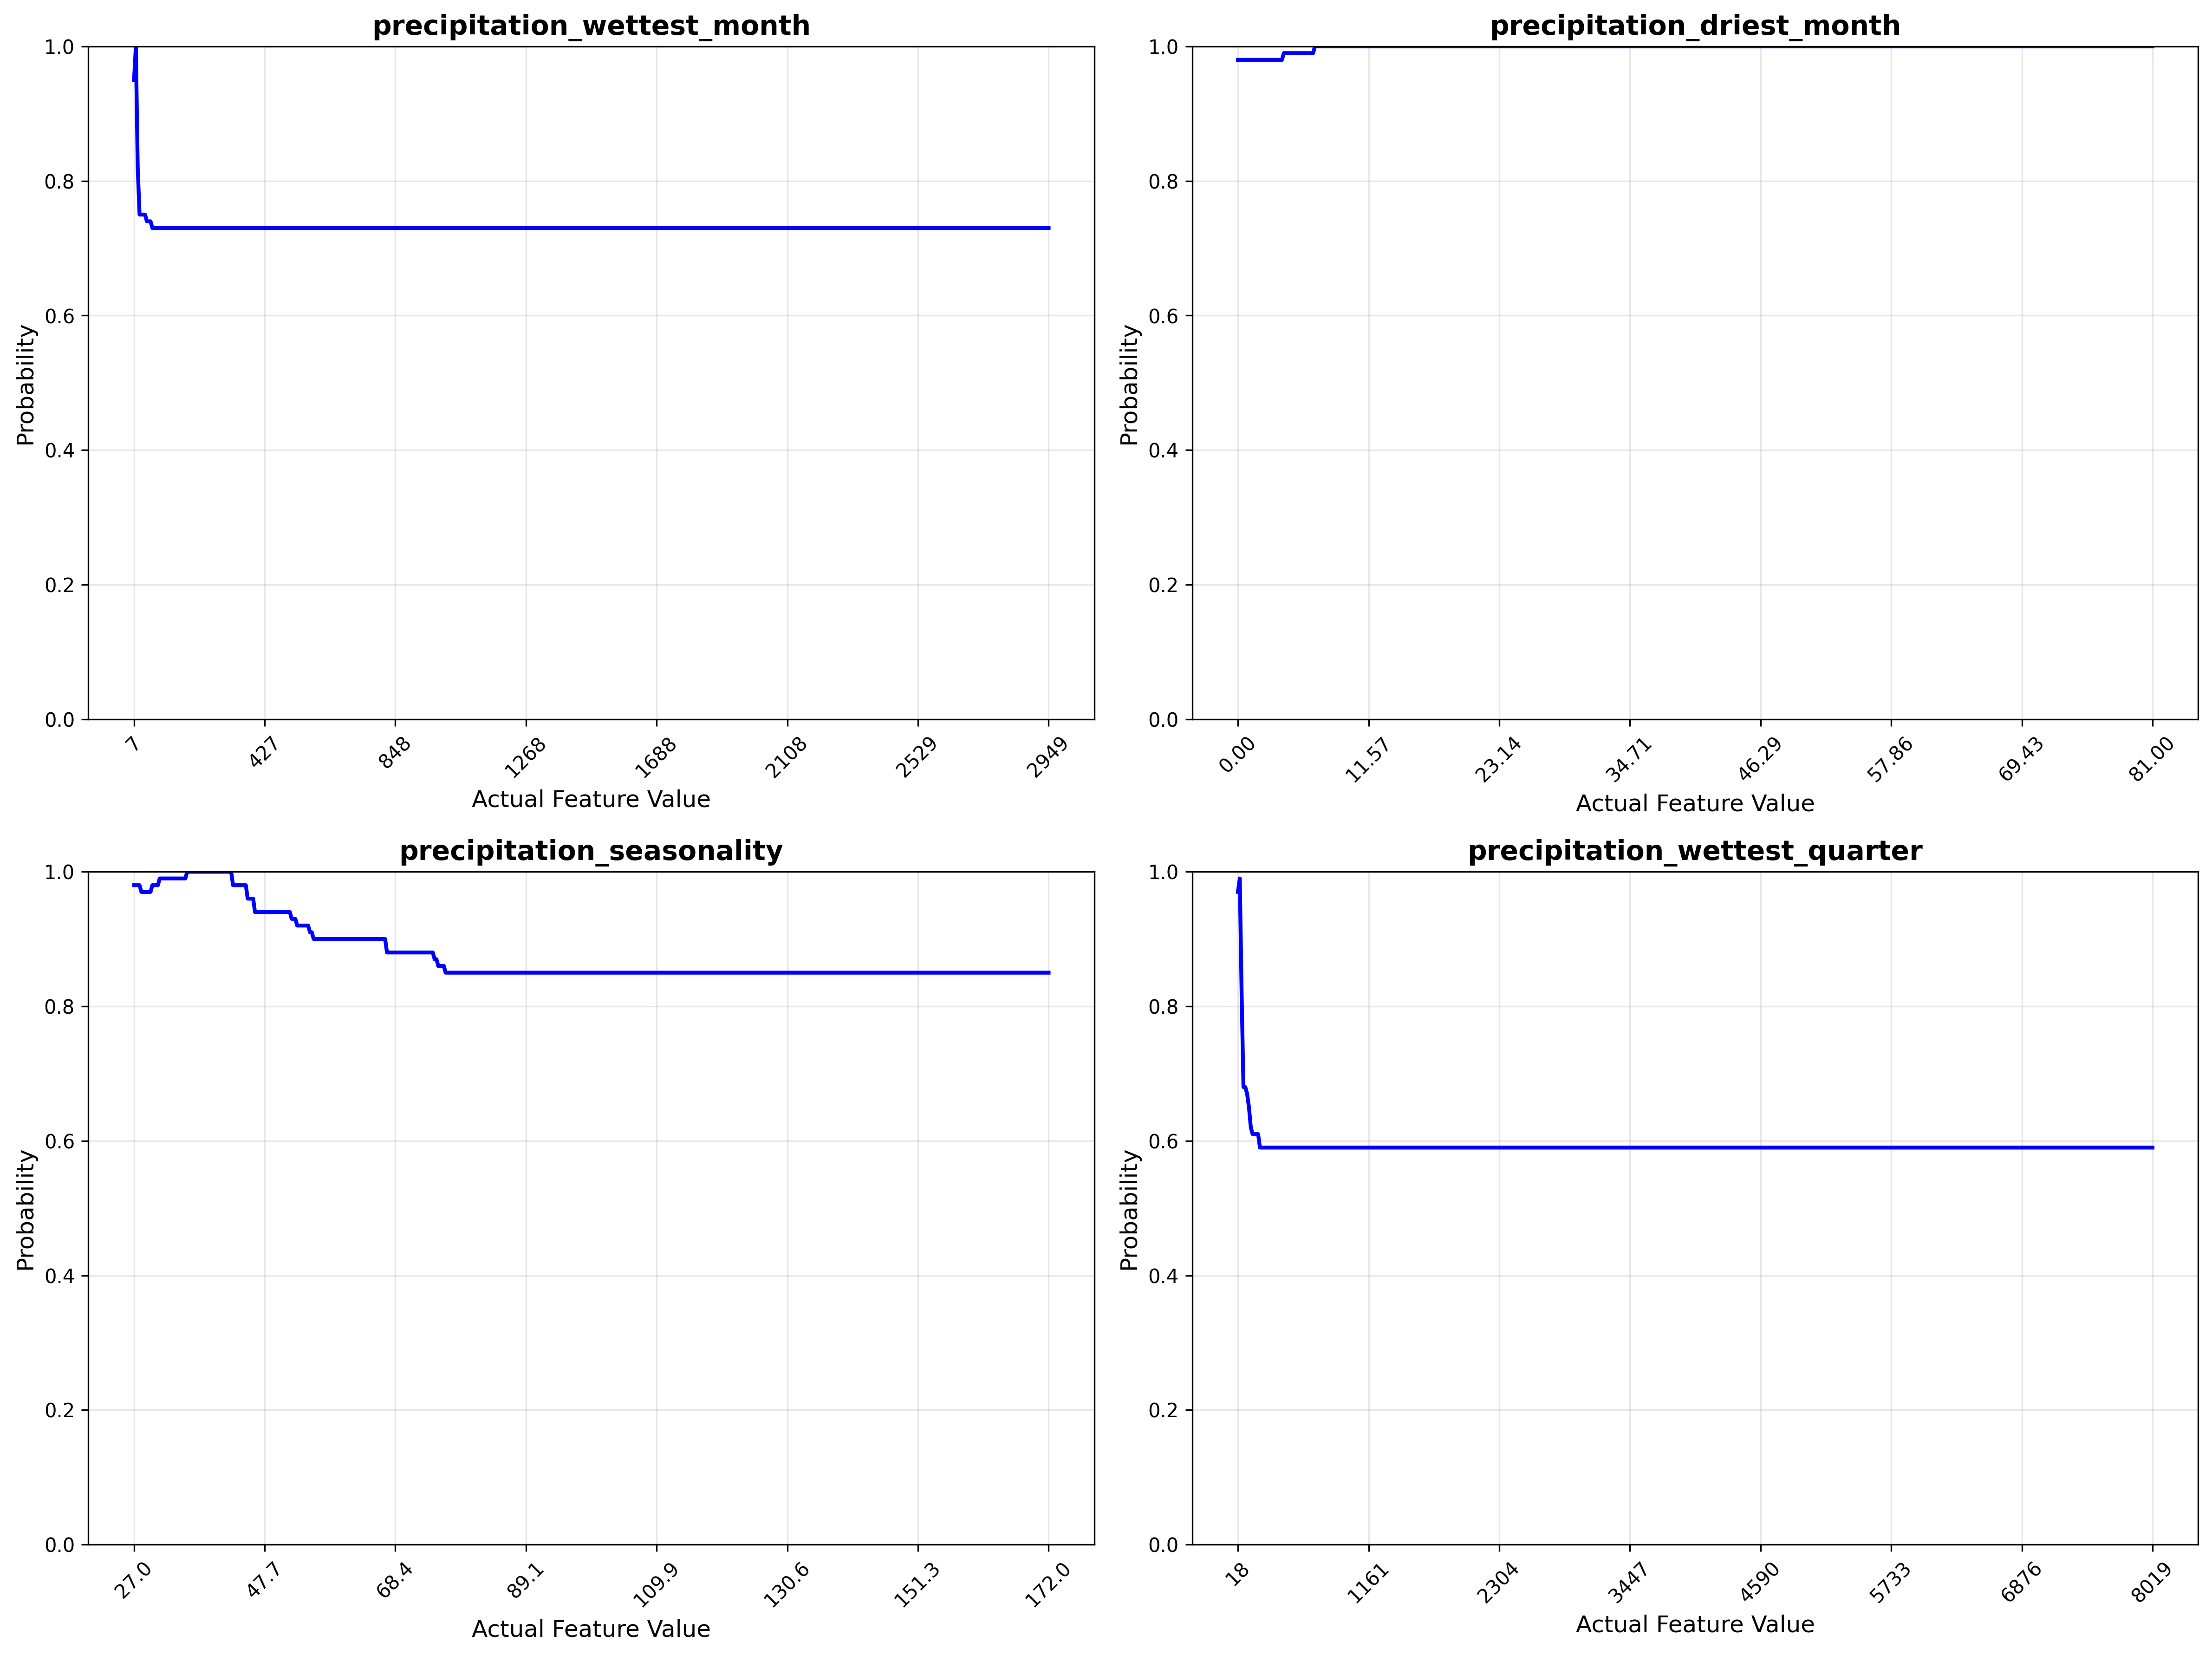 precipitation_wettest_month
1.0
0.8
0.6
0.4
0.2
0.0
Probability
7 427 848 1268 1688 2108 2529 2949
Actual Feature Value
precipitation_driest_month
1.0
0.8
0.6
0.4
0.2
0.0
Probability
0.00 11.57 23.14 34.71 46.29 57.86 69.43 81.00
Actual Feature Value
precipitation_seasonality
1.0
0.8
0.6
0.4
0.2
0.0
Probability
27.0 47.7 68.4 89.1 109.9 130.6 151.3 172.0
Actual Feature Value
precipitation_wettest_quarter
1.0
0.8
0.6
0.4
0.2
0.0
Probability
18 1161 2304 3447 4590 5733 6876 8019
Actual Feature Value